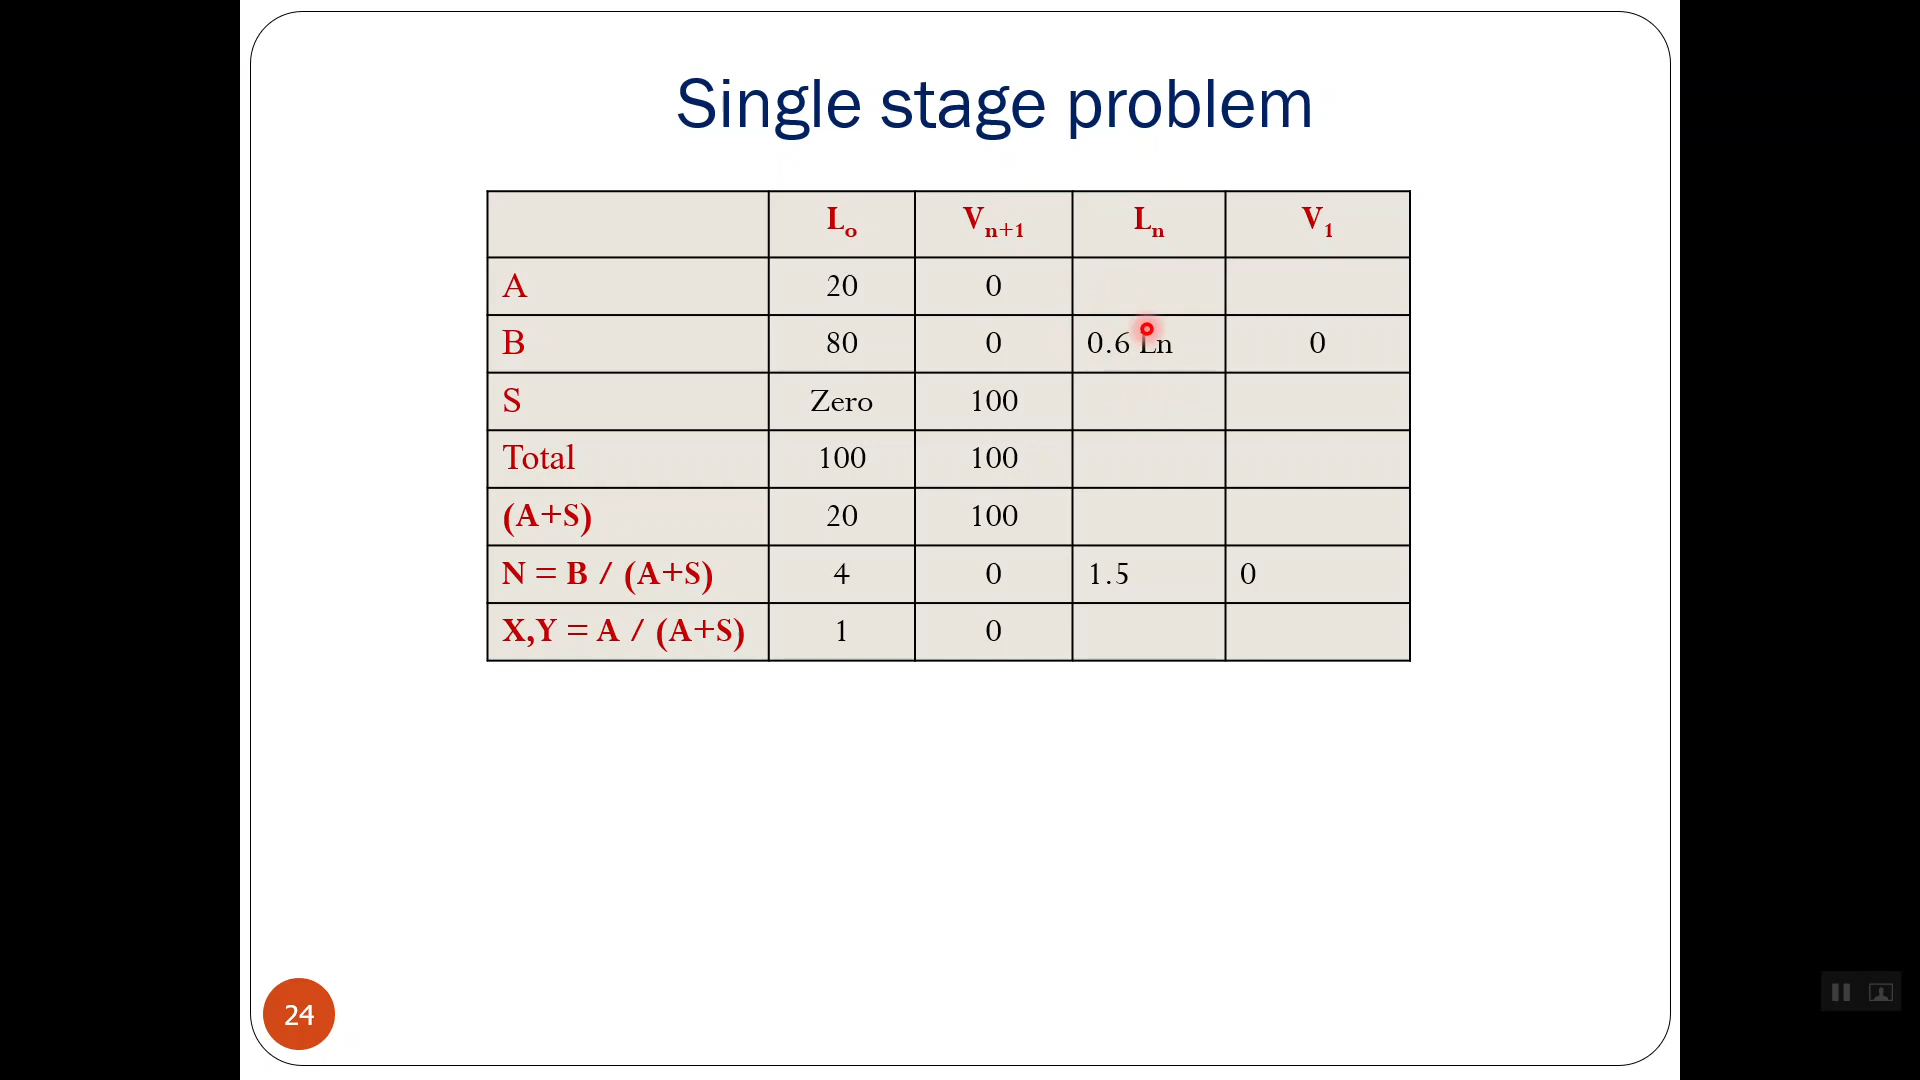 Single stage problem
Lo Vn+1 Ln V1
A 20 0
B 80 0 0.6 Ln 0
S Zero 100
Total 100 100
(A+S) 20 100
N = B / (A+S) 4 0 1.5 0
X,Y = A / (A+S) 1 0
24